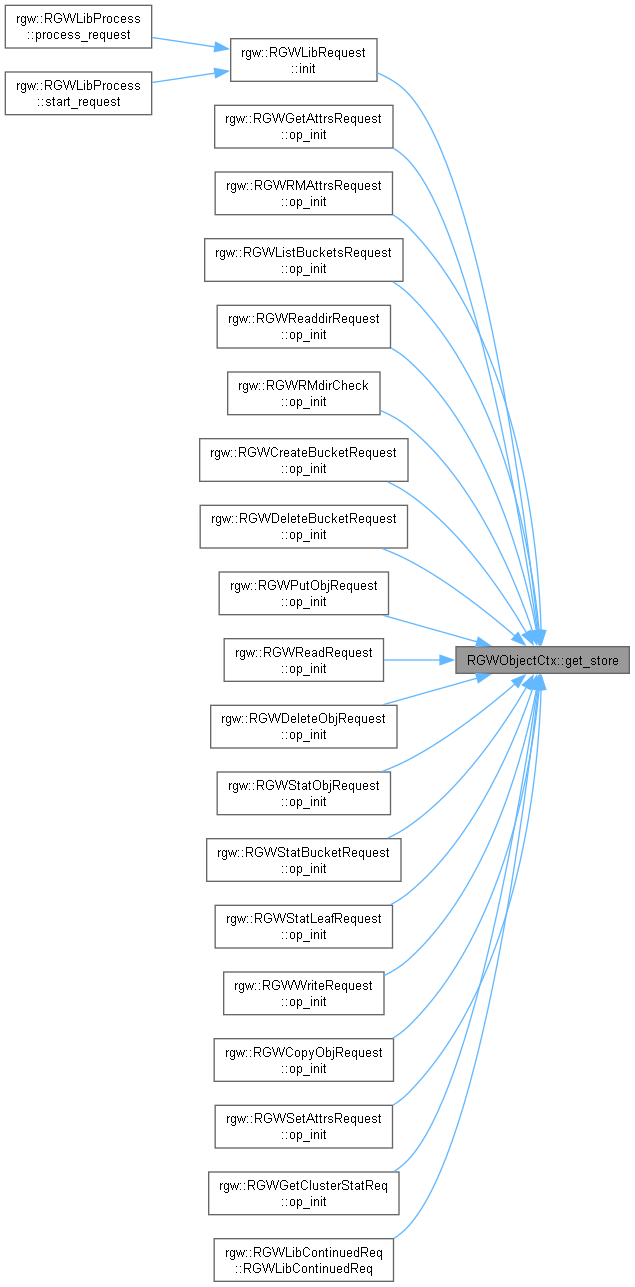 rgw::RGWLibProcess
::process_request
rgw::RGWLibProcess
::start_request
rgw::RGWLibRequest
::init
rgw::RGWGetAttrsRequest
::op_init
rgw::RGWRMAttrsRequest
::op_init
rgw::RGWListBucketsRequest
::op_init
rgw::RGWReaddirRequest
::op_init
rgw::RGWRMdirCheck
::op_init
rgw::RGWCreateBucketRequest
::op_init
rgw::RGWDeleteBucketRequest
::op_init
rgw::RGWPutObjRequest
::op_init
rgw::RGWReadRequest
::op_init
rgw::RGWDeleteObjRequest
::op_init
rgw::RGWStatObjRequest
::op_init
rgw::RGWStatBucketRequest
::op_init
rgw::RGWStatLeafRequest
::op_init
rgw::RGWWriteRequest
::op_init
rgw::RGWCopyObjRequest
::op_init
rgw::RGWSetAttrsRequest
::op_init
rgw::RGWGetClusterStatReq
::op_init
rgw::RGWLibContinuedReq
::RGWLibContinuedReq
RGWObjectCtx::get_store